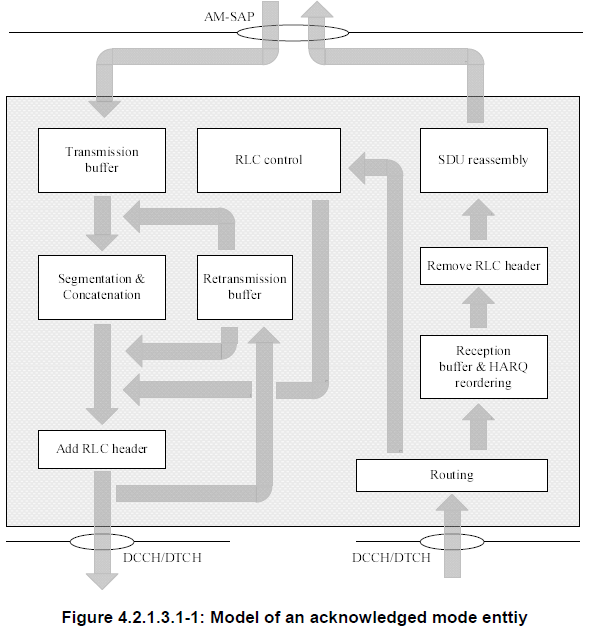 AM-SAP
Transmission
buffer
RLC control
SDU reassembly
Segmentation &
Concatenation
Retransmission
buffer
Remove RLC header
Reception
buffer & HARQ
reordering
Add RLC header
Routing
DCCH/DTCH
DCCH/DTCH
Figure 4.2.1.3.1-1: Model of an acknowledged mode enttiy